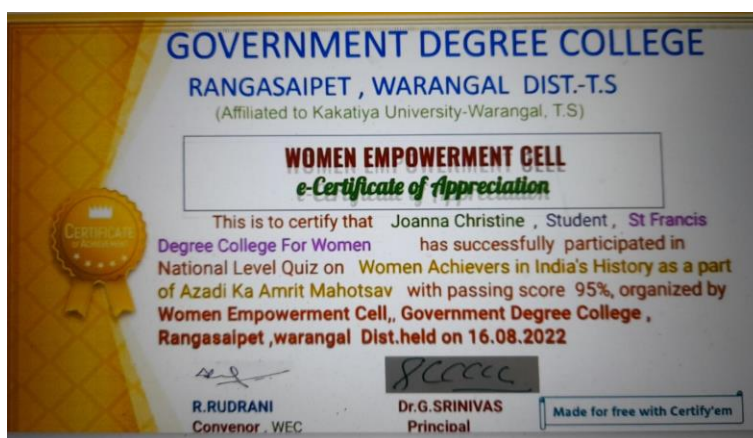 GOVERNMENT DEGREE COLLEGE
RANGASAIPET , WARANGAL DIST.-T.S
(Affiliated to Kakatiya University-Warangal, T.S)
WOMEN EMPOWERMENT CELL
e-Certificate of Appreciation
CERTIFICATE
OF ACHIEVEMENT
This is to certify that Joanna Christine , Student , St Francis
Degree College For Women has successfully participated in
National Level Quiz on Women Achievers in India's History as a part
of Azadi Ka Amrit Mahotsav with passing score 95%, organized by
Women Empowerment Cell,, Government Degree College ,
Rangasaipet ,warangal Dist.held on 16.08.2022
R.RUDRANI
Convenor , WEC
Dr.G.SRINIVAS
Principal
Made for free with Certify'em